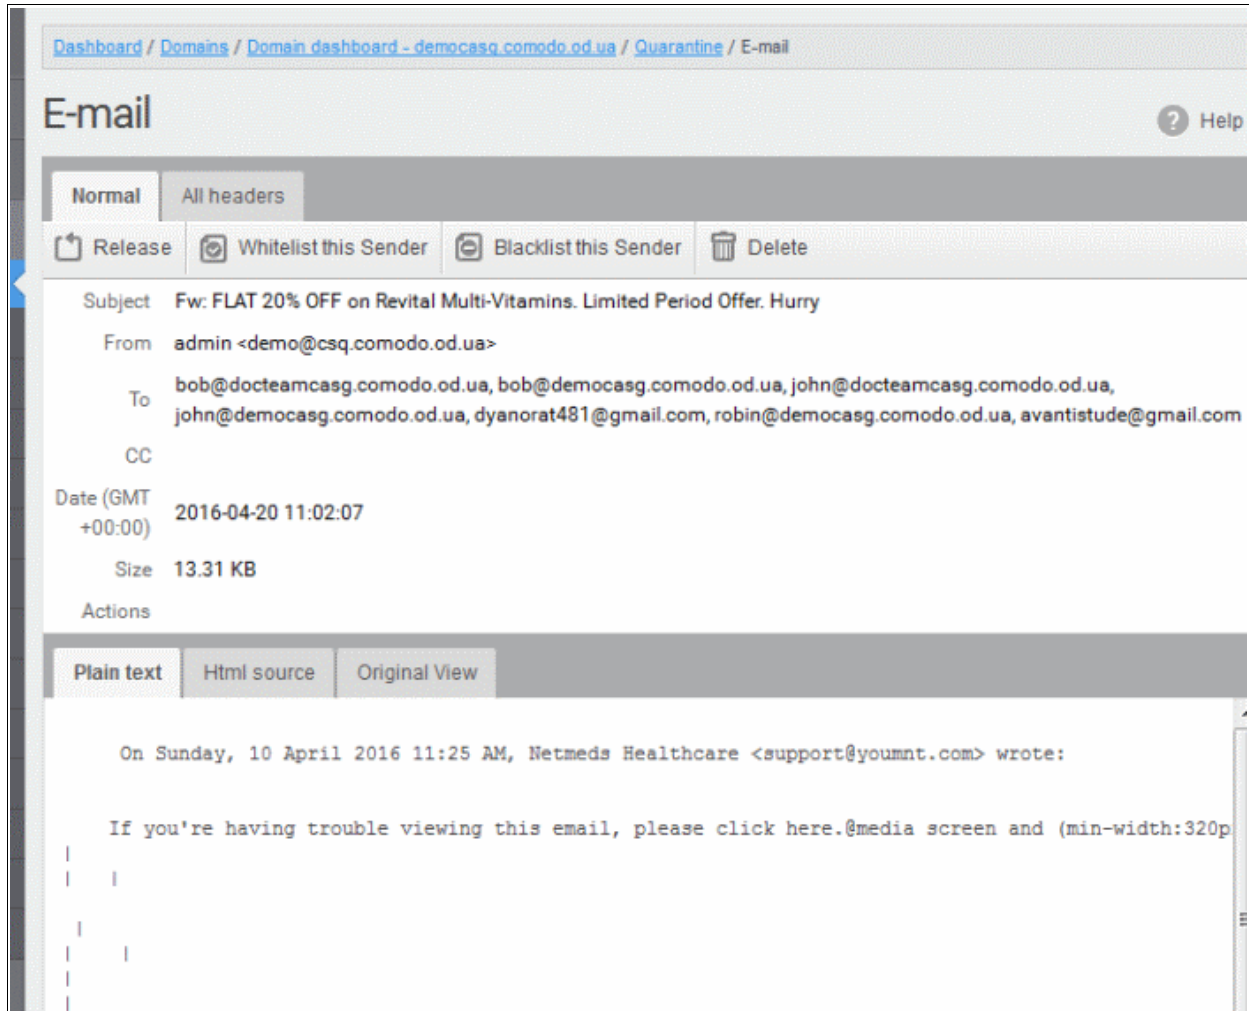 Dashboard / Domains / Domain dashboard - democasg.comodo.od.ua / Quarantine / E-mail
E-mail
? Help
Normal All headers
Release Whitelist this Sender Blacklist this Sender Delete
Subject Fw: FLAT 20% OFF on Revital Multi-Vitamins. Limited Period Offer. Hurry
From admin <demo@csq.comodo.od.ua>
To bob@docteamcasg.comodo.od.ua, bob@democasg.comodo.od.ua, john@docteamcasg.comodo.od.ua,
john@democasg.comodo.od.ua, dyanorat481@gmail.com, robin@democasg.comodo.od.ua, avantistude@gmail.com
CC
Date (GMT
+00:00) 2016-04-20 11:02:07
Size 13.31 KB
Actions
Plain text Html source Original View
On Sunday, 10 April 2016 11:25 AM, Netmeds Healthcare <support@youmnt.com> wrote:
If you're having trouble viewing this email, please click here.@media screen and (min-width:320p
|
| |
|
| |
|
|